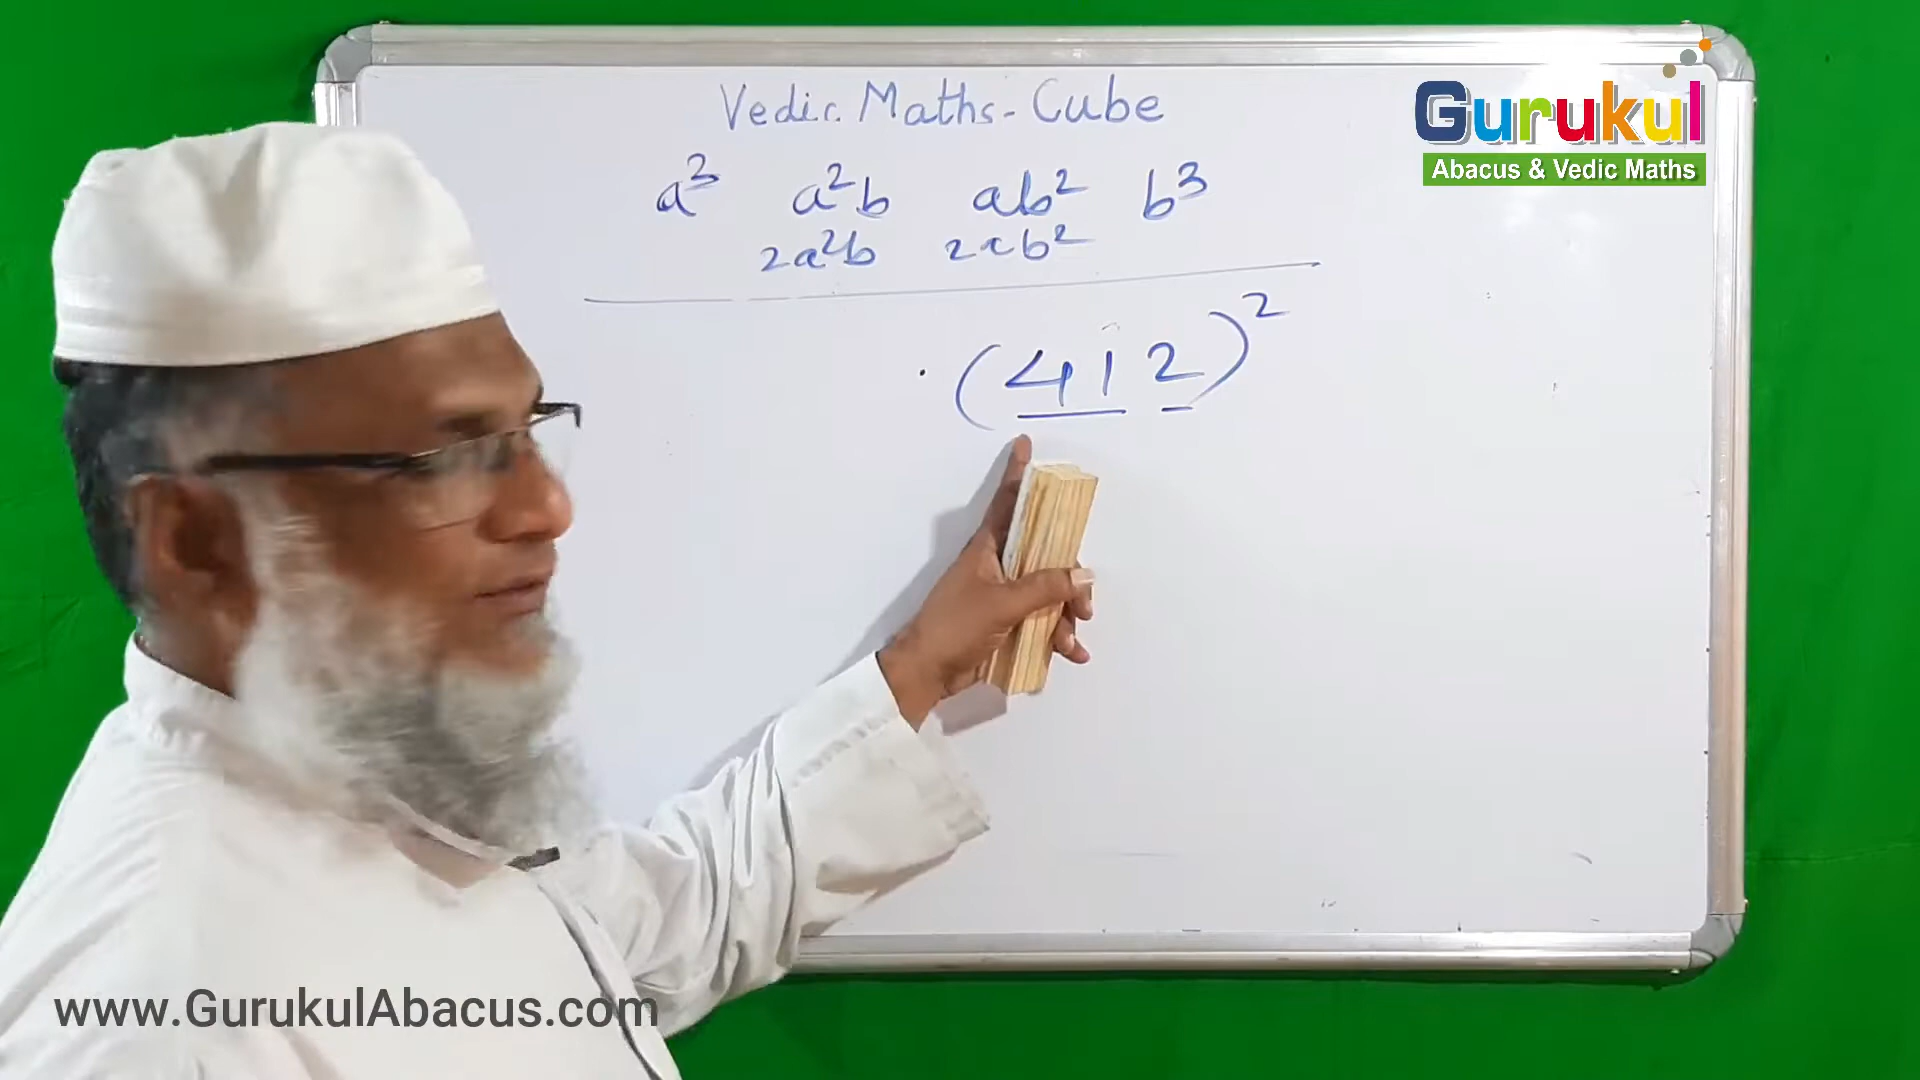 Vedic Maths - Cube
Gurukul
Abacus & Vedic Maths
a³ a²b ab² b³
2a²b 2ab²
(412)²
www.GurukulAbacus.com